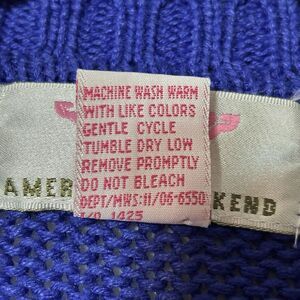 MACHINE WASH WARM
WITH LIKE COLORS
GENTLE CYCLE
TUMBLE DRY LOW
REMOVE PROMPTLY
DO NOT BLEACH
DEPT/MWS:11/06-6550
1425
AMER
KEND